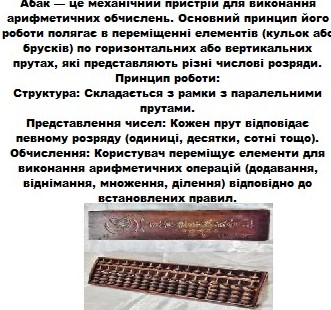 Абак — це механічний пристрій для виконання
арифметичних обчислень. Основний принцип його
роботи полягає в переміщенні елементів (кульок або
брусків) по горизонтальних або вертикальних
прутах, які представляють різні числові розряди.
Принцип роботи:
Структура: Складається з рамки з паралельними
прутами.
Представлення чисел: Кожен прут відповідає
певному розряду (одиниці, десятки, сотні тощо).
Обчислення: Користувач переміщує елементи для
виконання арифметичних операцій (додавання,
віднімання, множення, ділення) відповідно до
встановлених правил.